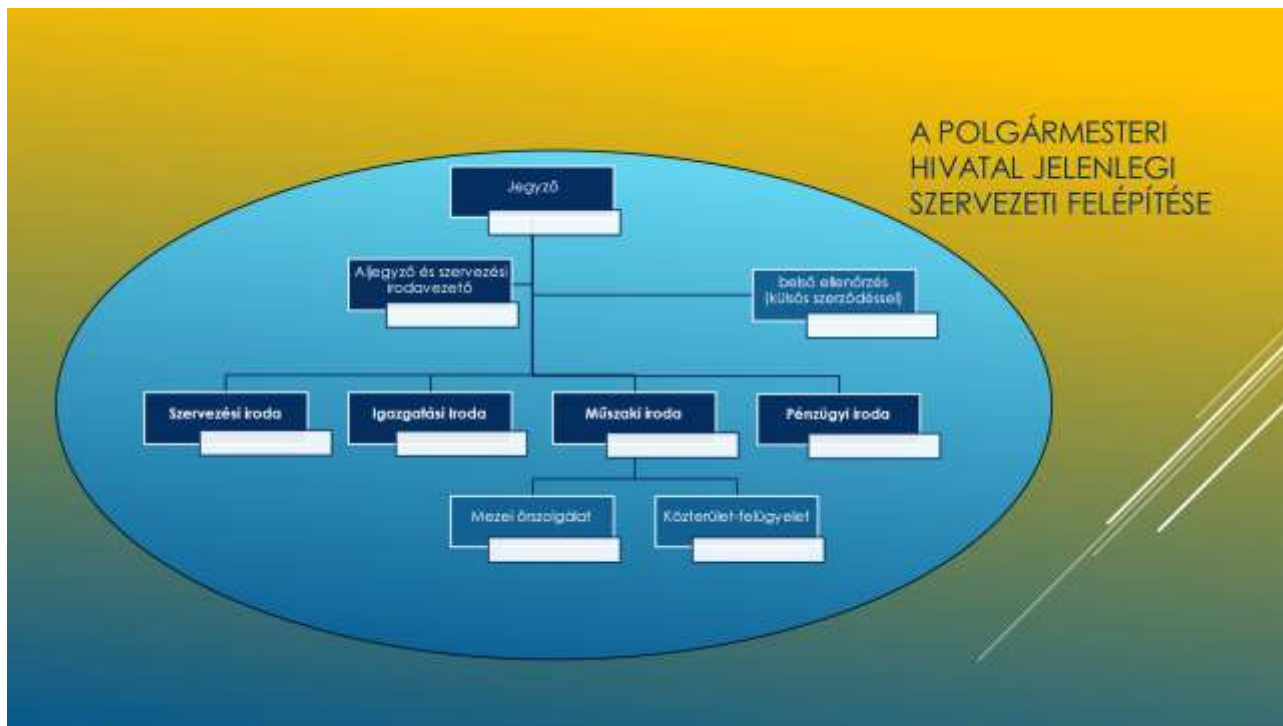 A POLGÁRMESTERI
HIVATAL JELENLEGI
SZERVEZETI FELÉPÍTÉSE
Jegyző
Aljegyző és szervezési
irodavezető
belső ellenőrzés
(külsős szerződéssel)
Szervezési iroda
Igazgatási Iroda
Műszaki iroda
Pénzügyi iroda
Mezei őrszolgálat
Közterület-felügyelet